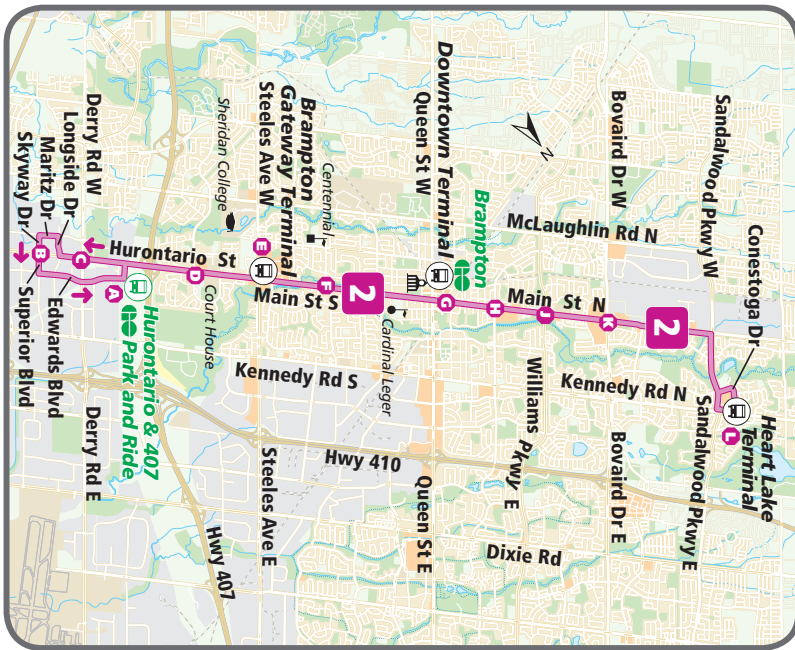 Sandalwood Pkwy W
Conestoga Dr
Bovaird Dr W
McLaughlin Rd N
N
Downtown Terminal
Queen St W
Brampton
Centennial
Brampton
Gateway Terminal
Steeles Ave W
Sheridan College
Derry Rd W
Longside Dr
Maritz Dr
Skyway Dr
Hurontario St
Main St S
Main St N
2
2
A
B
C
D
E
F
G
H
J
K
L
Heart Lake
Terminal
Sandalwood Pkwy E
Kennedy Rd N
Williams Pkwy E
Bovaird Dr E
Cardinal Leger
Court House
Kennedy Rd S
Hurontario & 407
Park and Ride
Edwards Blvd
Superior Blvd
Derry Rd E
Hwy 410
Hwy 407
Steeles Ave E
Queen St E
Dixie Rd